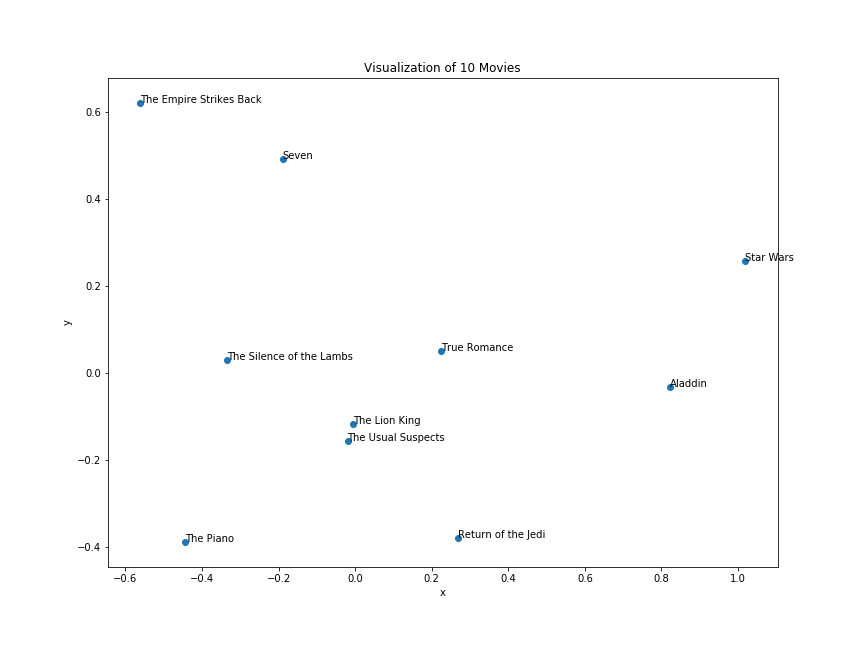 Visualization of 10 Movies
The Empire Strikes Back
0.6
Seven
0.4
Star Wars
0.2
y
True Romance
The Silence of the Lambs
0.0
Aladdin
The Lion King
The Usual Suspects
−0.2
Return of the Jedi
The Piano
−0.4
−0.6 −0.4 −0.2 0.0 0.2 0.4 0.6 0.8 1.0
x